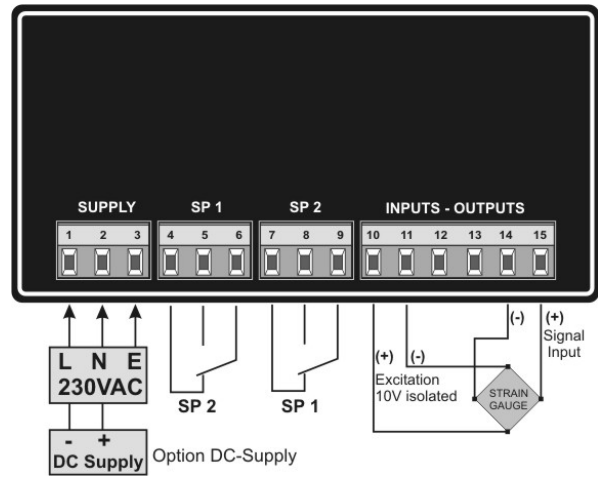 SUPPLY SP 1 SP 2 INPUTS - OUTPUTS
1 2 3 4 5 6 7 8 9 10 11 12 13 14 15
(-) (+)
Signal
Input
L N E
230VAC
(+) (-)
Excitation
10V isolated
STRAIN
GAUGE
SP 2 SP 1
- +
DC Supply Option DC-Supply